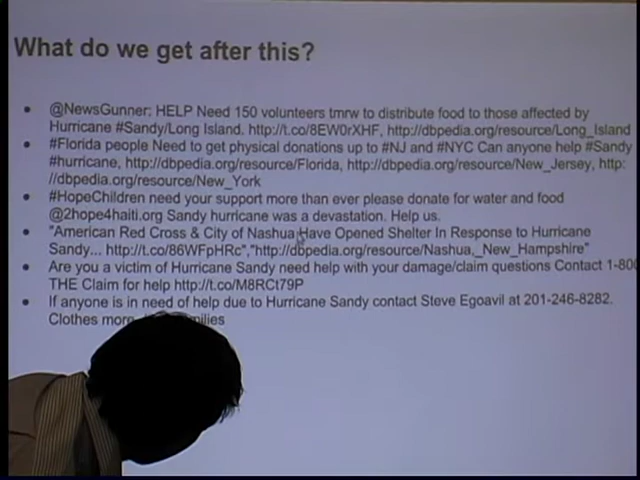 What do we get after this?
@NewsGunner: HELP Need 150 volunteers tmrw to distribute food to those affected by
Hurricane #Sandy/Long Island. http://t.co/8EW0rXHF, http://dbpedia.org/resource/Long_Island
#Florida people Need to get physical donations up to #NJ and #NYC Can anyone help #Sandy
#hurricane, http://dbpedia.org/resource/Florida, http://dbpedia.org/resource/New_Jersey, http:
//dbpedia.org/resource/New_York
#HopeChildren need your support more than ever please donate for water and food
@2hope4haiti.org Sandy hurricane was a devastation. Help us.
"American Red Cross & City of Nashua Have Opened Shelter In Response to Hurricane
Sandy... http://t.co/86WFpHRc","http://dbpedia.org/resource/Nashua,_New_Hampshire"
Are you a victim of Hurricane Sandy need help with your damage/claim questions Contact 1-800
THE Claim for help http://t.co/M8RCt79P
If anyone is in need of help due to Hurricane Sandy contact Steve Egoavil at 201-246-8282.
Clothes more